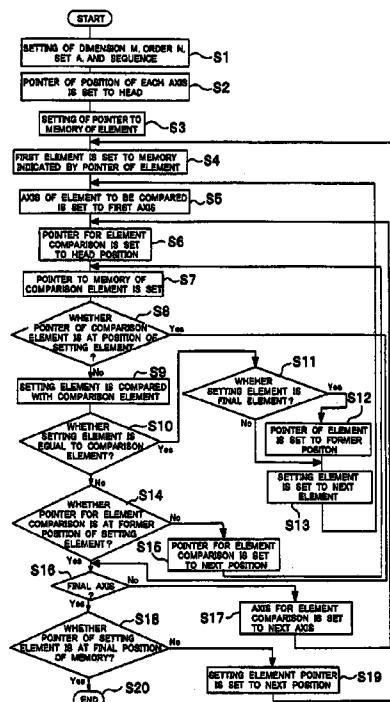 START
SETTING OF DIMENSION M, ORDER N,
SET A, AND SEQUENCE
S1
POINTER OF POSITION OF EACH AXIS
IS SET TO HEAD
S2
SETTING OF POINTER TO
MEMORY OF ELEMENT
S3
FIRST ELEMENT IS SET TO MEMORY
INDICATED BY POINTER OF ELEMENT
S4
AXIS OF ELEMENT TO BE COMPARED
IS SET TO FIRST AXIS
S5
POINTER FOR ELEMENT
COMPARISON IS SET
TO HEAD POSITION
S6
POINTER TO MEMORY OF
COMPARISON ELEMENT IS SET
S7
WHETHER
POINTER OF COMPARISON
ELEMENT IS AT POSITION OF
SETTING ELEMENT
?
S8
Yes
No
SETTING ELEMENT IS COMPARED
WITH COMPARISON ELEMENT
S9
WHETHER
SETTING ELEMENT IS
EQUAL TO COMPARISON
ELEMENT?
S10
Yes
No
WHEHER
SETTING ELEMENT IS
FINAL ELEMENT?
S11
Yes
No
POINTER OF ELEMENT
IS SET TO FORMER
POSITION
S12
SETTING ELEMENT
IS SET TO NEXT
ELEMENT
S13
WHETHER
POINTER FOR ELEMENT
COMPARISON IS AT FORMER
POSITION OF SETTING
ELEMENT?
S14
No
Yes
POINTER FOR ELEMENT
COMPARISON IS SET
TO NEXT POSITION
S15
FINAL AXIS
?
S16
No
Yes
AXIS FOR ELEMENT
COMPARISON IS SET
TO NEXT AXIS
S17
WHETHER
POINTER OF SETTING
ELEMENT IS AT FINAL POSITION
OF MEMORY?
S18
No
Yes
SETTING ELEMENNT POINTER
IS SET TO NEXT POSITION
S19
END
S20